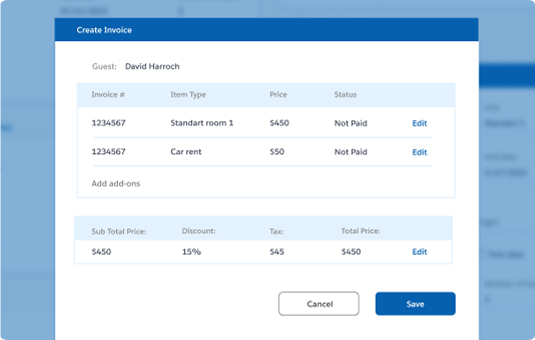 Create Invoice
Guest: David Harroch
Invoice # Item Type Price Status
1234567 Standart room 1 $450 Not Paid Edit
1234567 Car rent $50 Not Paid Edit
Add add-ons
Sub Total Price: Discount: Tax: Total Price:
$450 15% $45 $450 Edit
Cancel Save